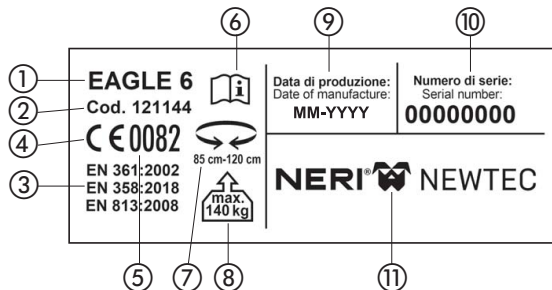 ⑥
⑨
⑩
①
EAGLE 6
②
Cod. 121144
④
CE0082
③
EN 361:2002
EN 358:2018
EN 813:2008
i
85 cm-120 cm
max.
140 kg
Data di produzione:
Date of manufacture:
MM-YYYY
Numero di serie:
Serial number:
00000000
NERI® NEWTEC
⑤
⑦
⑧
⑪